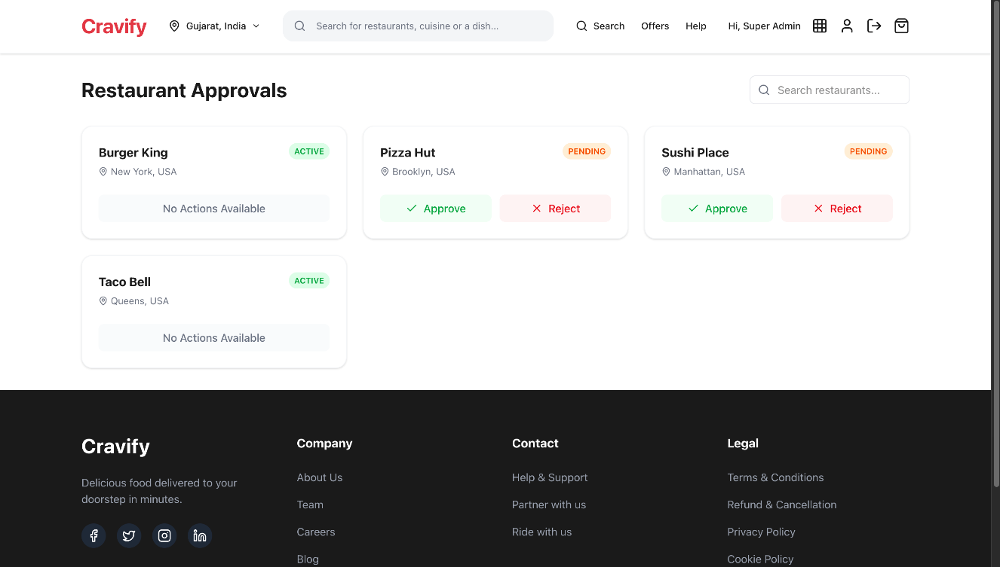 Cravify
Gujarat, India
Search for restaurants, cuisine or a dish...
Search
Offers
Help
Hi, Super Admin
Restaurant Approvals
Search restaurants...
Burger King
ACTIVE
New York, USA
No Actions Available
Pizza Hut
PENDING
Brooklyn, USA
Approve
Reject
Sushi Place
PENDING
Manhattan, USA
Approve
Reject
Taco Bell
ACTIVE
Queens, USA
No Actions Available
Cravify
Delicious food delivered to your
doorstep in minutes.
Company
About Us
Team
Careers
Blog
Contact
Help & Support
Partner with us
Ride with us
Legal
Terms & Conditions
Refund & Cancellation
Privacy Policy
Cookie Policy